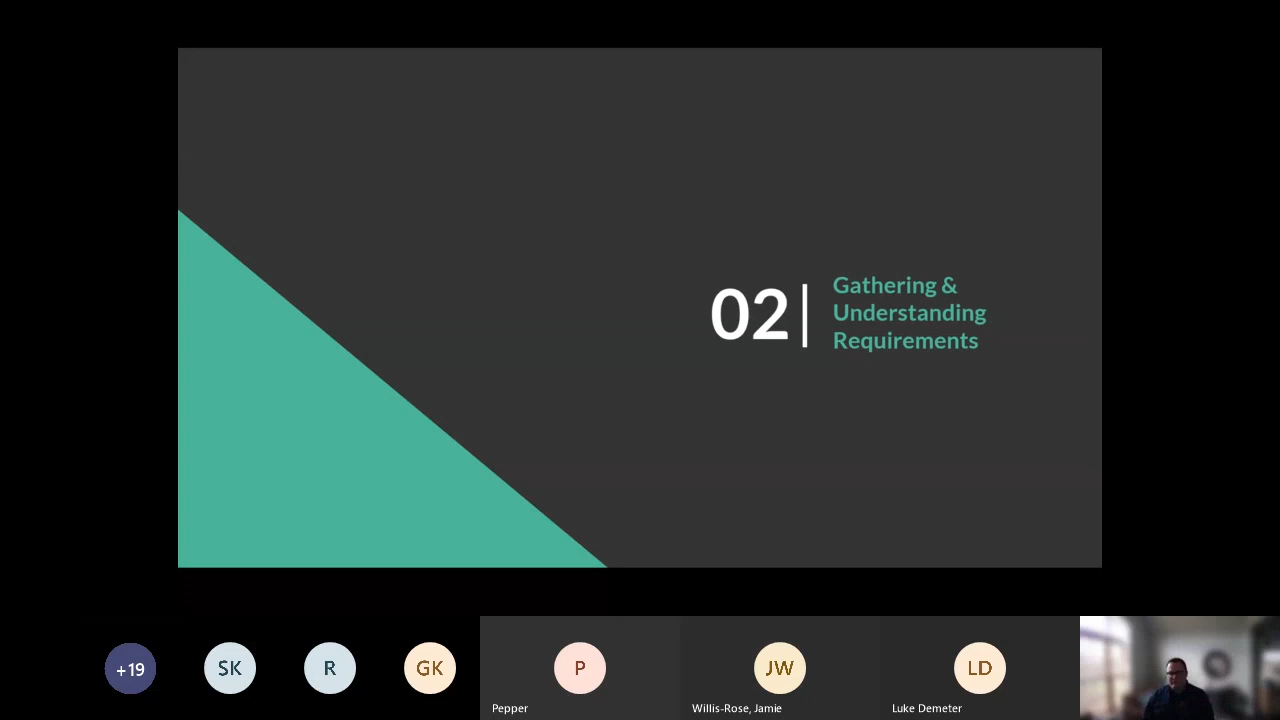 02
Gathering &
Understanding
Requirements
+19
SK
R
GK
P
JW
LD
Pepper
Willis-Rose, Jamie
Luke Demeter